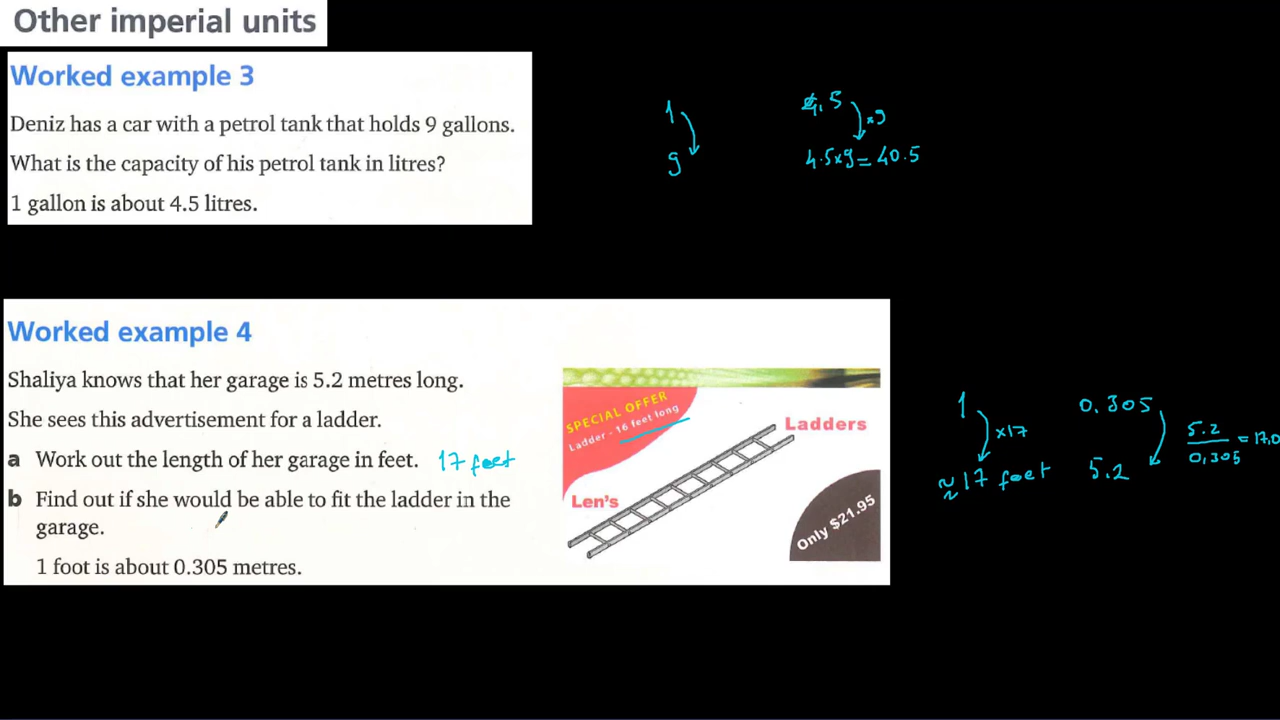 Other imperial units
Worked example 3
Deniz has a car with a petrol tank that holds 9 gallons.
What is the capacity of his petrol tank in litres?
1 gallon is about 4.5 litres.
1 4.5
×9
9 4.5×9=40.5
Worked example 4
Shaliya knows that her garage is 5.2 metres long.
She sees this advertisement for a ladder.
a Work out the length of her garage in feet. 17 feet
b Find out if she would be able to fit the ladder in the
garage.
1 foot is about 0.305 metres.
SPECIAL OFFER
Ladder - 16 feet long
Ladders
Len's
Only $21.95
1 0.305
×17
≈17 feet 5.2
5.2
0,305
=17,0